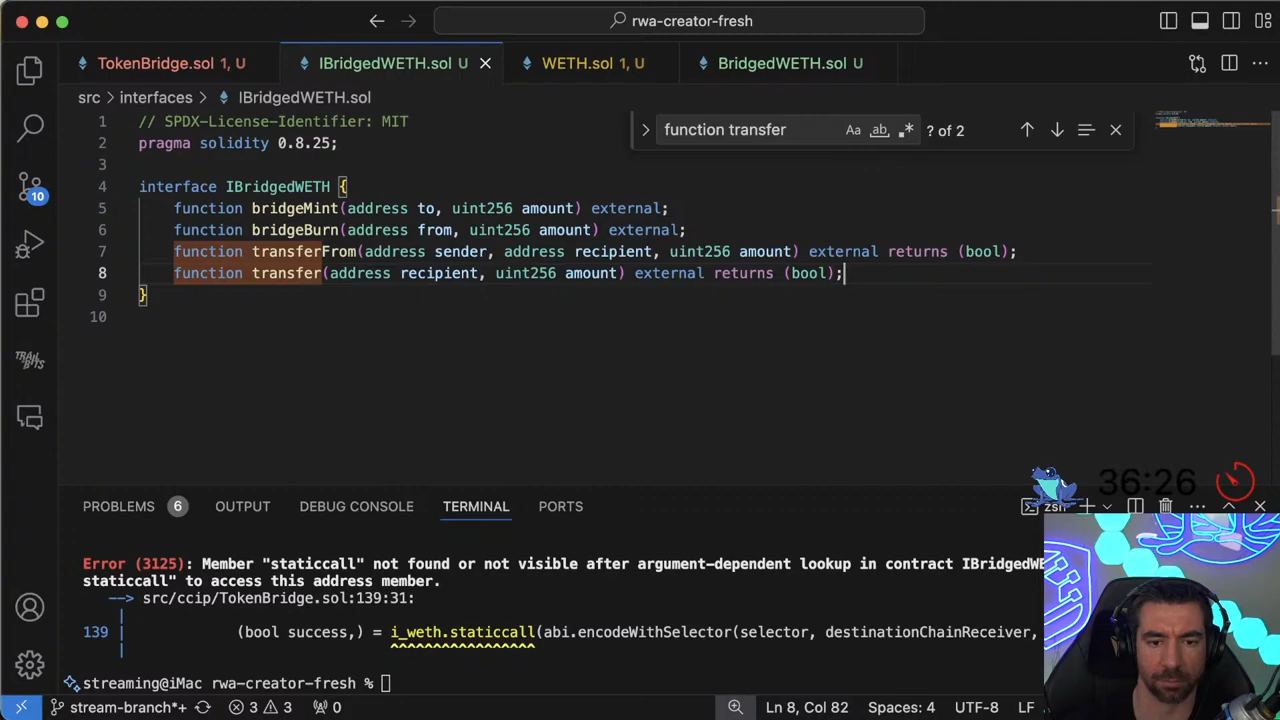 rwa-creator-fresh
TokenBridge.sol 1, U
IBridgedWETH.sol U
WETH.sol 1, U
BridgedWETH.sol U
src > interfaces > IBridgedWETH.sol
function transfer
Aa
ab
.*
? of 2
1 // SPDX-License-Identifier: MIT
2 pragma solidity 0.8.25;
3
4 interface IBridgedWETH {
5 function bridgeMint(address to, uint256 amount) external;
6 function bridgeBurn(address from, uint256 amount) external;
7 function transferFrom(address sender, address recipient, uint256 amount) external returns (bool);
8 function transfer(address recipient, uint256 amount) external returns (bool);
9 }
10
10
TRAIL OF BITS
36:26
PROBLEMS 6 OUTPUT DEBUG CONSOLE TERMINAL PORTS
zsh
Error (3125): Member "staticcall" not found or not visible after argument-dependent lookup in contract IBridgedWE
staticcall" to access this address member.
--> src/ccip/TokenBridge.sol:139:31:
|
139 | (bool success,) = i_weth.staticcall(abi.encodeWithSelector(selector, destinationChainReceiver,
| ^^^^^^^^^^^^^^^^^
streaming@iMac rwa-creator-fresh %
stream-branch*+ 3 3 0 Ln 8, Col 82 Spaces: 4 UTF-8 LF